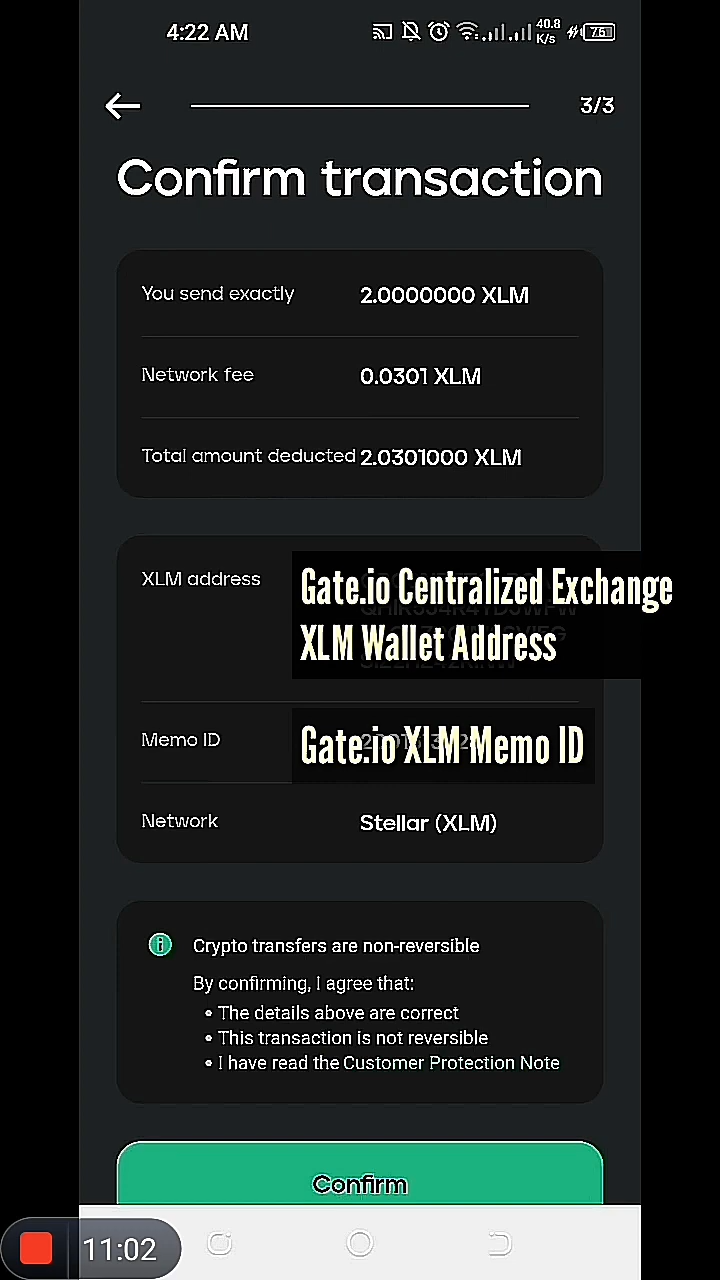 4:22 AM
40.8
K/s
76
3/3
Confirm transaction
You send exactly 2.0000000 XLM
Network fee 0.0301 XLM
Total amount deducted 2.0301000 XLM
XLM address
Gate.io Centralized Exchange
XLM Wallet Address
Memo ID
Gate.io XLM Memo ID
Network Stellar (XLM)
Crypto transfers are non-reversible
By confirming, I agree that:
• The details above are correct
• This transaction is not reversible
• I have read the Customer Protection Note
Confirm
11:02